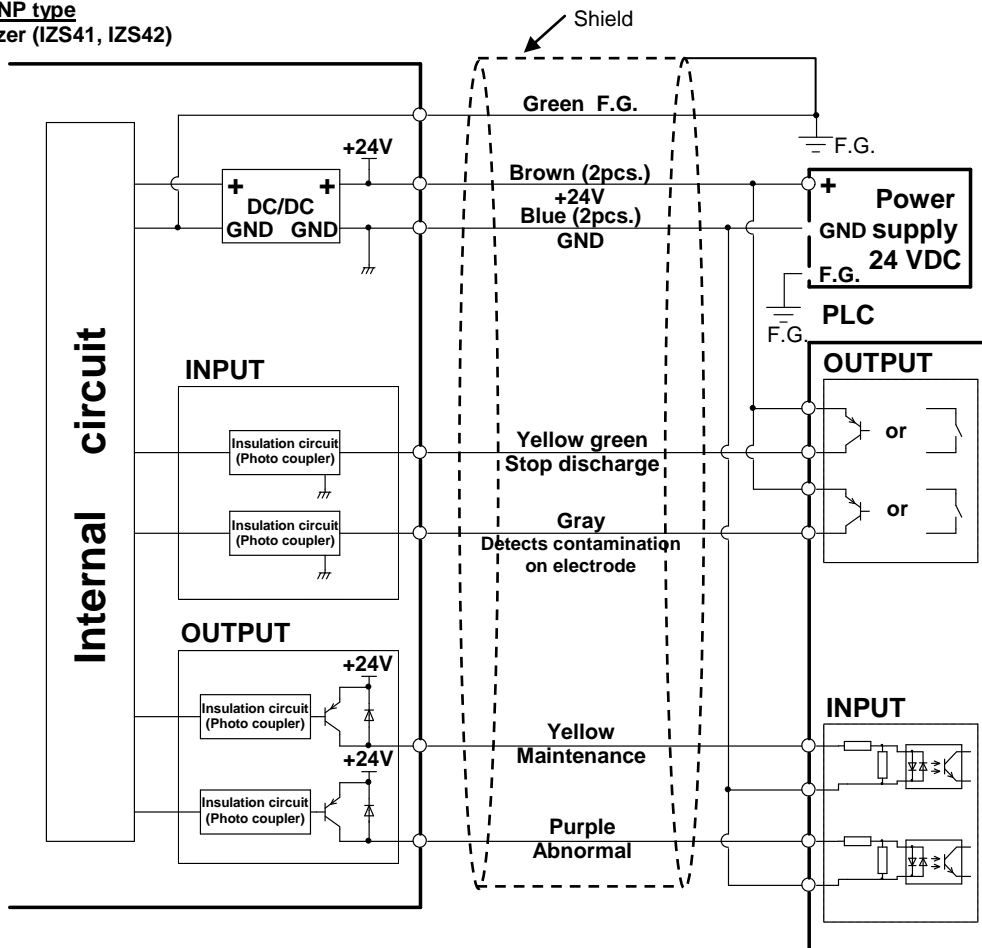 NP type
zer (IZS41, IZS42)
Shield
Green F.G.
F.G.
+24V
Brown (2pcs.)
+24V
Blue (2pcs.)
GND
+ +
DC/DC
GND GND
+
Power
GND supply
24 VDC
F.G.
F.G.
PLC
Internal circuit
INPUT
Insulation circuit
(Photo coupler)
Insulation circuit
(Photo coupler)
Yellow green
Stop discharge
Gray
Detects contamination
on electrode
OUTPUT
or
or
OUTPUT
+24V
Insulation circuit
(Photo coupler)
+24V
Insulation circuit
(Photo coupler)
Yellow
Maintenance
Purple
Abnormal
INPUT